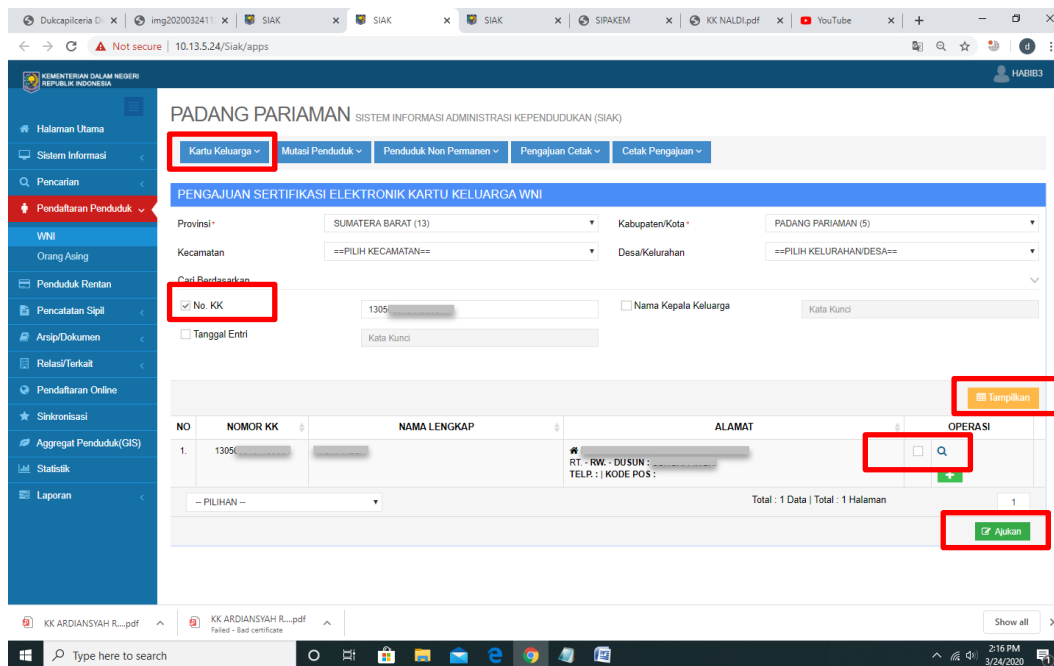 Dukcapilceria Di
img2020032411
SIAK
SIAK
SIAK
SIPAKEM
KK NALDI.pdf
YouTube
Not secure | 10.13.5.24/Siak/apps
d
KEMENTERIAN DALAM NEGERI
REPUBLIK INDONESIA
HABIB3
Halaman Utama
Sistem Informasi
Pencarian
Pendaftaran Penduduk
WNI
Orang Asing
Penduduk Rentan
Pencatatan Sipil
Arsip/Dokumen
Relasi/Terkait
Pendaftaran Online
Sinkronisasi
Aggregat Penduduk(GIS)
Statistik
Laporan
PADANG PARIAMAN SISTEM INFORMASI ADMINISTRASI KEPENDUDUKAN (SIAK)
Kartu Keluarga Mutasi Penduduk Penduduk Non Permanen Pengajuan Cetak Cetak Pengajuan
PENGAJUAN SERTIFIKASI ELEKTRONIK KARTU KELUARGA WNI
Provinsi* SUMATERA BARAT (13) Kabupaten/Kota* PADANG PARIAMAN (5)
Kecamatan ==PILIH KECAMATAN== Desa/Kelurahan ==PILIH KELURAHAN/DESA==
Cari Berdasarkan
No. KK 1305 Nama Kepala Keluarga Kata Kunci
Tanggal Entri Kata Kunci
Tampilkan
NO NOMOR KK NAMA LENGKAP ALAMAT OPERASI
1. 1305
RT. - RW. - DUSUN :
TELP. : | KODE POS :
-- PILIHAN -- Total : 1 Data | Total : 1 Halaman 1
Ajukan
KK ARDIANSYAH R....pdf
KK ARDIANSYAH R....pdf
Failed - Bad certificate
Show all
Type here to search
2:16 PM
3/24/2020